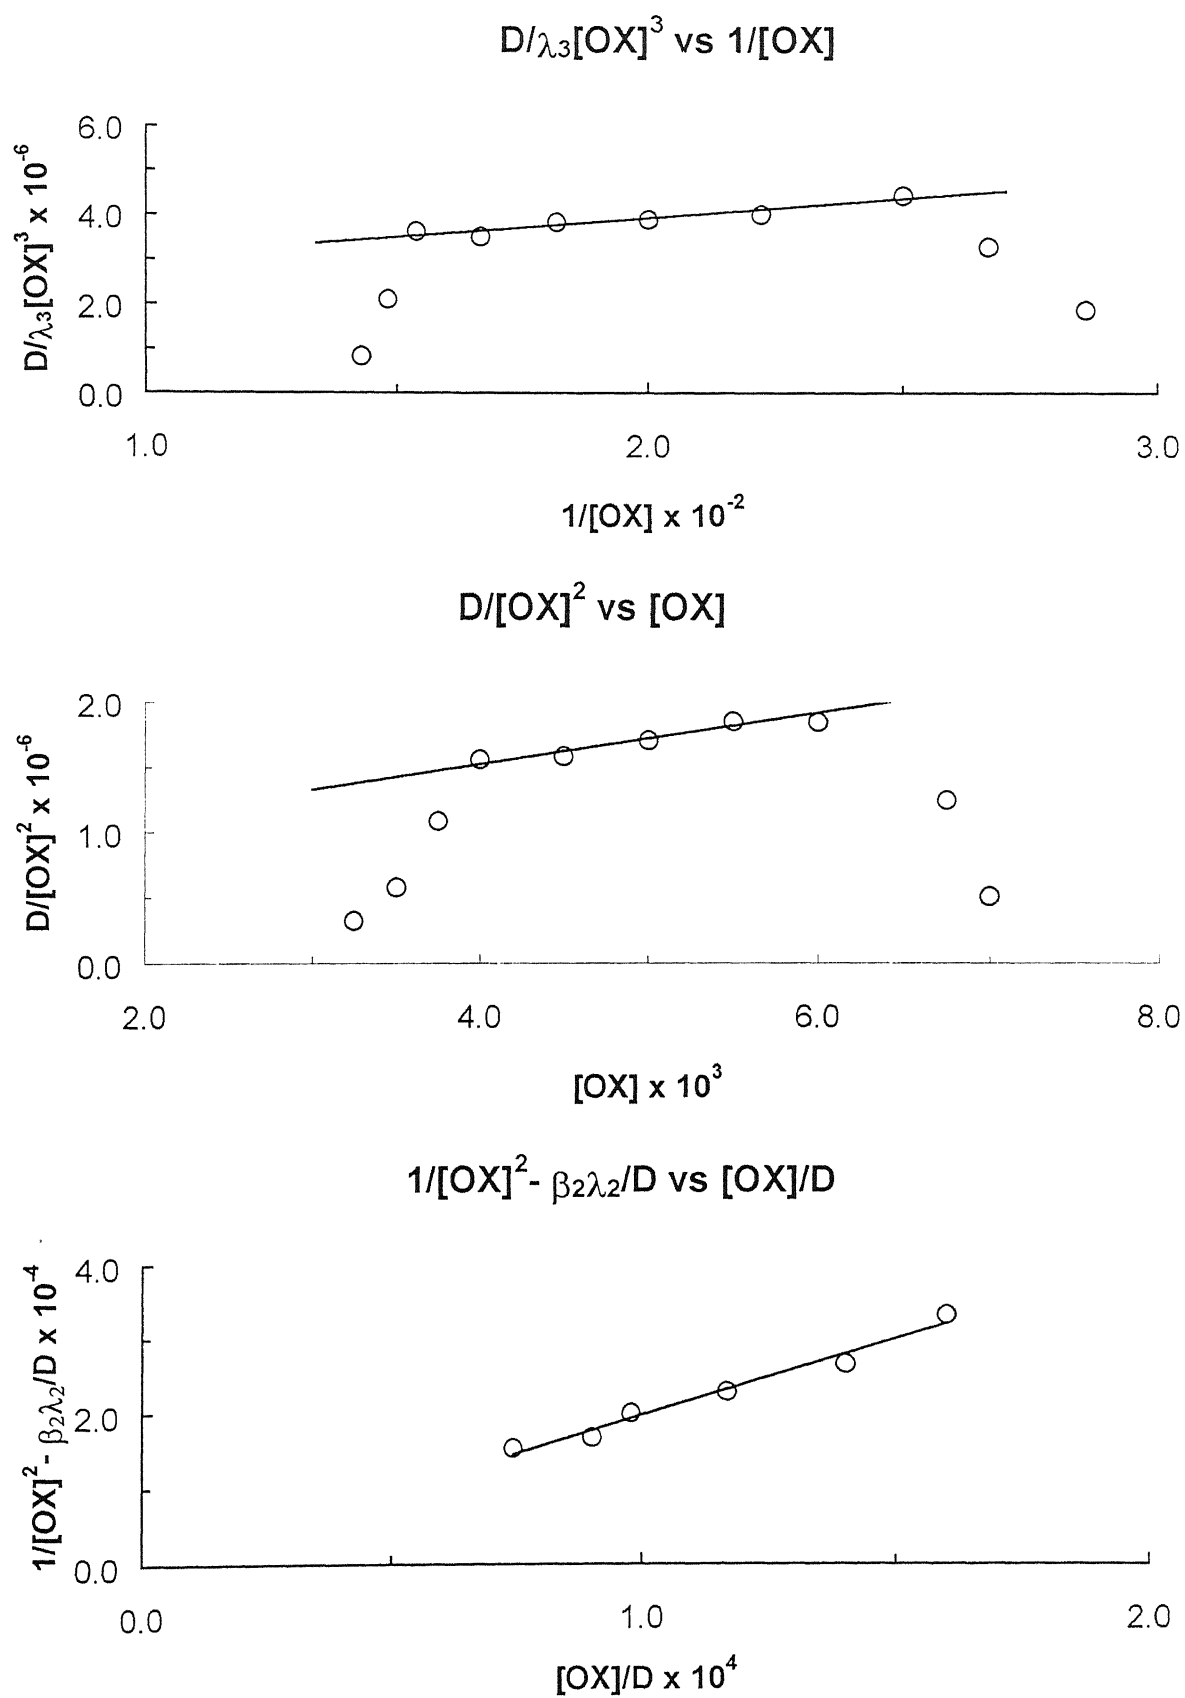 D/λ3[OX]³ vs 1/[OX]
D/λ3[OX]³ x 10⁻⁶
6.0
4.0
2.0
0.0
1.0 2.0 3.0
1/[OX] x 10⁻²
D/[OX]² vs [OX]
D/[OX]² x 10⁻⁶
2.0
1.0
0.0
2.0 4.0 6.0 8.0
[OX] x 10³
1/[OX]²- β2λ2/D vs [OX]/D
1/[OX]²- β2λ2/D x 10⁻⁴
4.0
2.0
0.0
0.0 1.0 2.0
[OX]/D x 10⁴